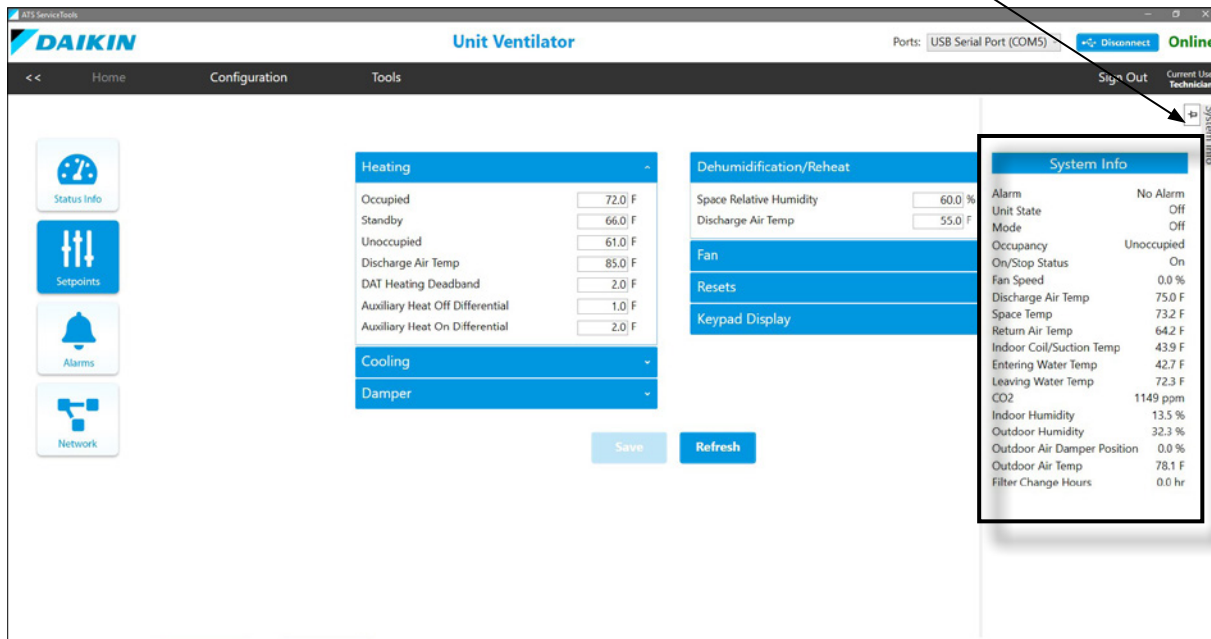 ATS ServiceTools
DAIKIN
Unit Ventilator
Ports: USB Serial Port (COM5) Disconnect Online
<< Home Configuration Tools Sign Out
Current Use
Technician
System Info
Status Info
Setpoints
Alarms
Network
Heating
Occupied 72.0 F
Standby 66.0 F
Unoccupied 61.0 F
Discharge Air Temp 85.0 F
DAT Heating Deadband 2.0 F
Auxiliary Heat Off Differential 1.0 F
Auxiliary Heat On Differential 2.0 F
Cooling
Damper
Dehumidification/Reheat
Space Relative Humidity 60.0 %
Discharge Air Temp 55.0 F
Fan
Resets
Keypad Display
Save Refresh
System Info
Alarm No Alarm
Unit State Off
Mode Off
Occupancy Unoccupied
On/Stop Status On
Fan Speed 0.0 %
Discharge Air Temp 75.0 F
Space Temp 73.2 F
Return Air Temp 64.2 F
Indoor Coil/Suction Temp 43.9 F
Entering Water Temp 42.7 F
Leaving Water Temp 72.3 F
CO2 1149 ppm
Indoor Humidity 13.5 %
Outdoor Humidity 32.3 %
Outdoor Air Damper Position 0.0 %
Outdoor Air Temp 78.1 F
Filter Change Hours 0.0 hr